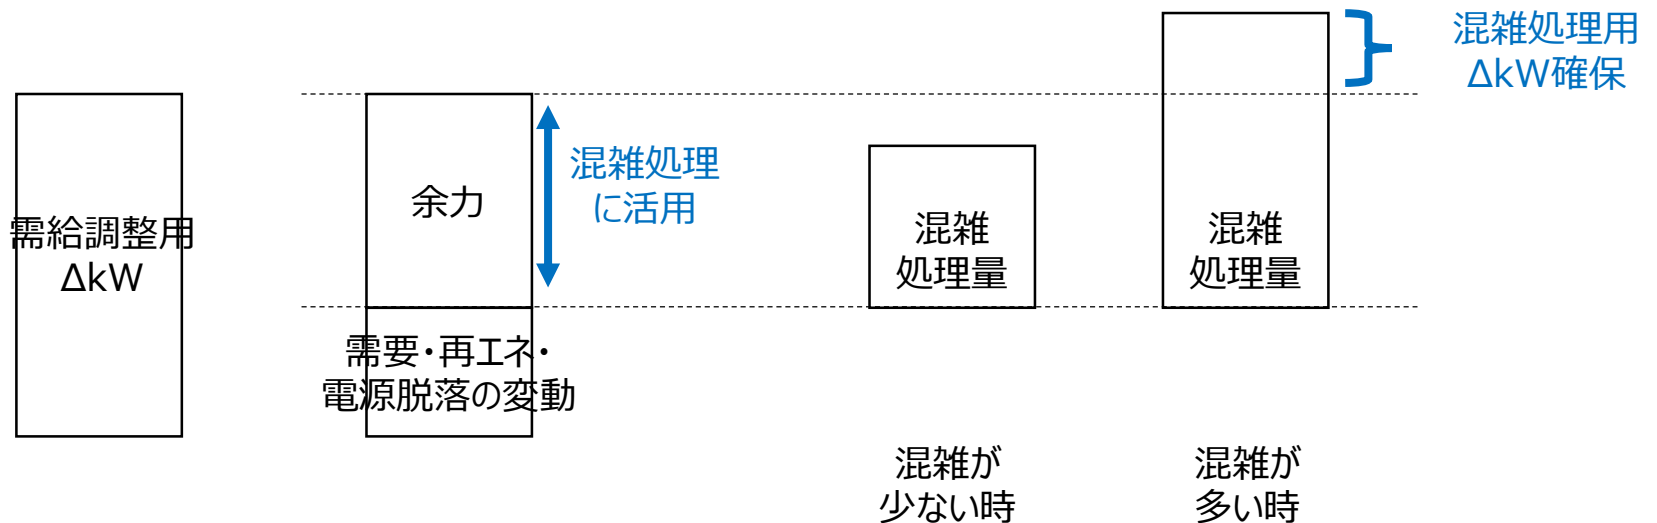 需給調整用
ΔkW
余力
需要・再エネ・
電源脱落の変動
混雑処理
に活用
混雑
処理量
混雑が
少ない時
混雑
処理量
混雑が
多い時
混雑処理用
ΔkW確保